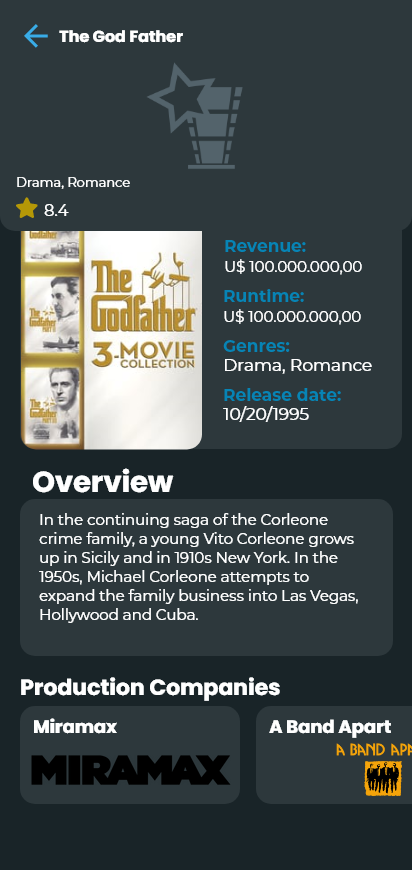 The God Father
Drama, Romance
8.4
The
Godfather
3-MOVIE
COLLECTION
Revenue:
U$ 100.000.000,00
Runtime:
U$ 100.000.000,00
Genres:
Drama, Romance
Release date:
10/20/1995
Overview
In the continuing saga of the Corleone
crime family, a young Vito Corleone grows
up in Sicily and in 1910s New York. In the
1950s, Michael Corleone attempts to
expand the family business into Las Vegas,
Hollywood and Cuba.
Production Companies
Miramax
MIRAMAX
A Band Apart
A BAND APA